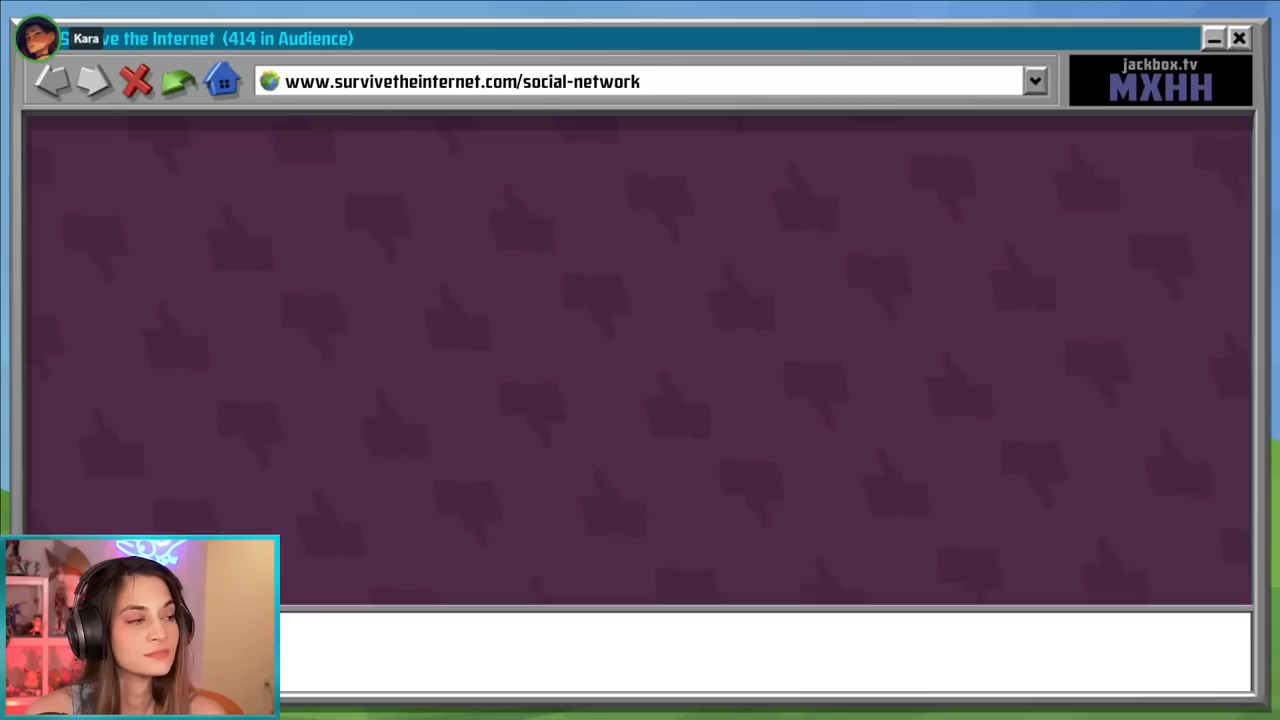 Kara
S ve the Internet (414 in Audience)
www.survivetheinternet.com/social-network
jackbox.tv
MXHH